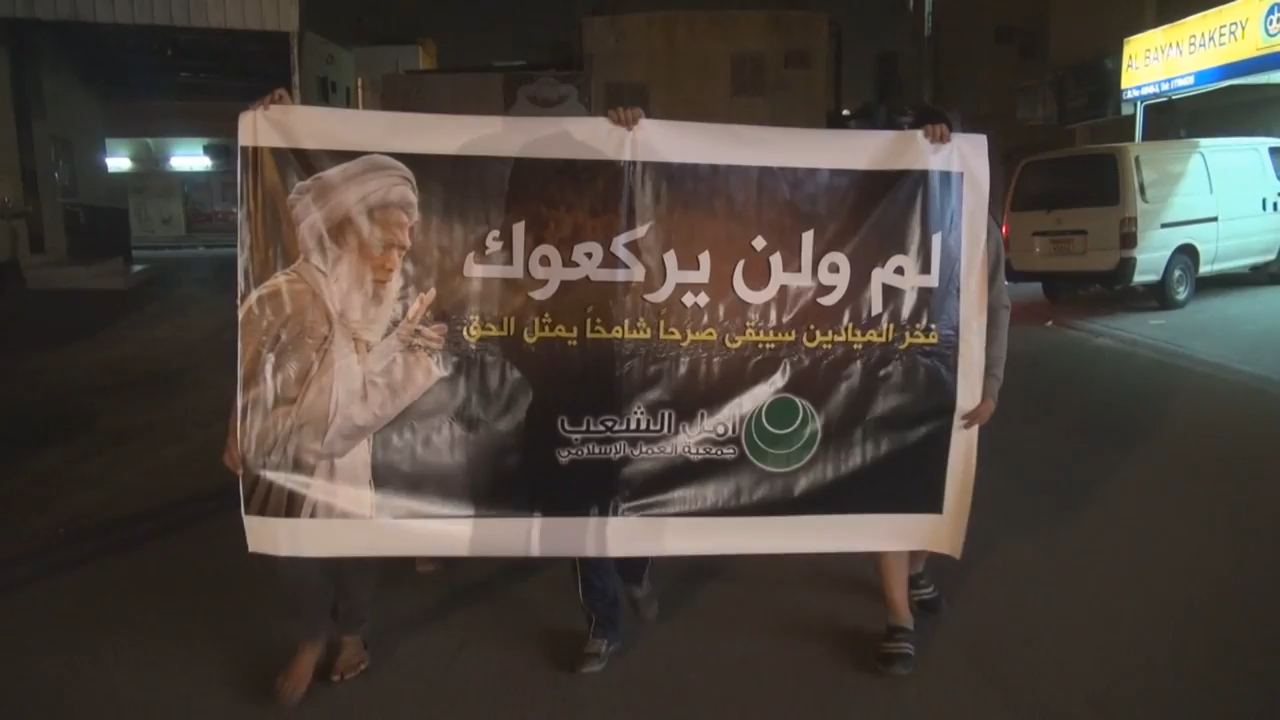 لم ولن يركعوك
فخر الميادين سيبقى صرحاً شامخاً يمثل الحق
أمل الشعب
جمعية العمل الإسلامي
AL BAYAN BAKERY